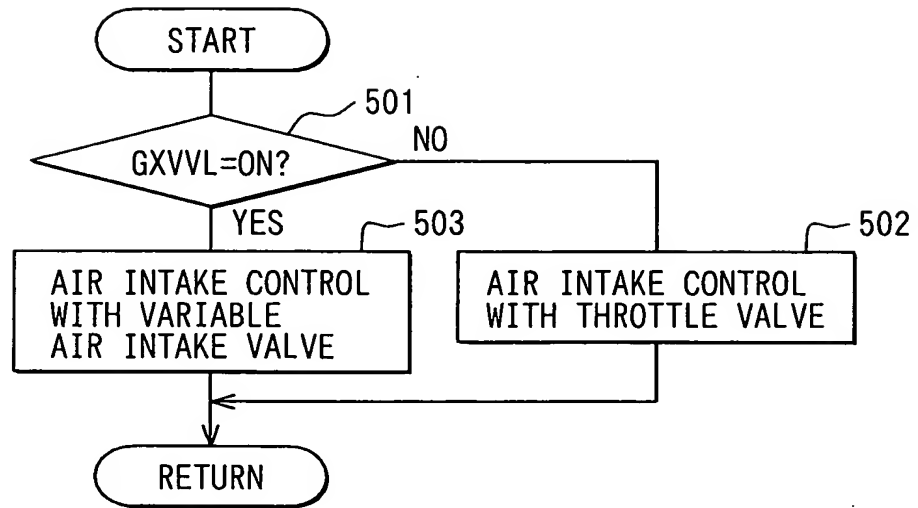 START
501
GXVVL=ON?
NO
YES
503
502
AIR INTAKE CONTROL
WITH VARIABLE
AIR INTAKE VALVE
AIR INTAKE CONTROL
WITH THROTTLE VALVE
RETURN